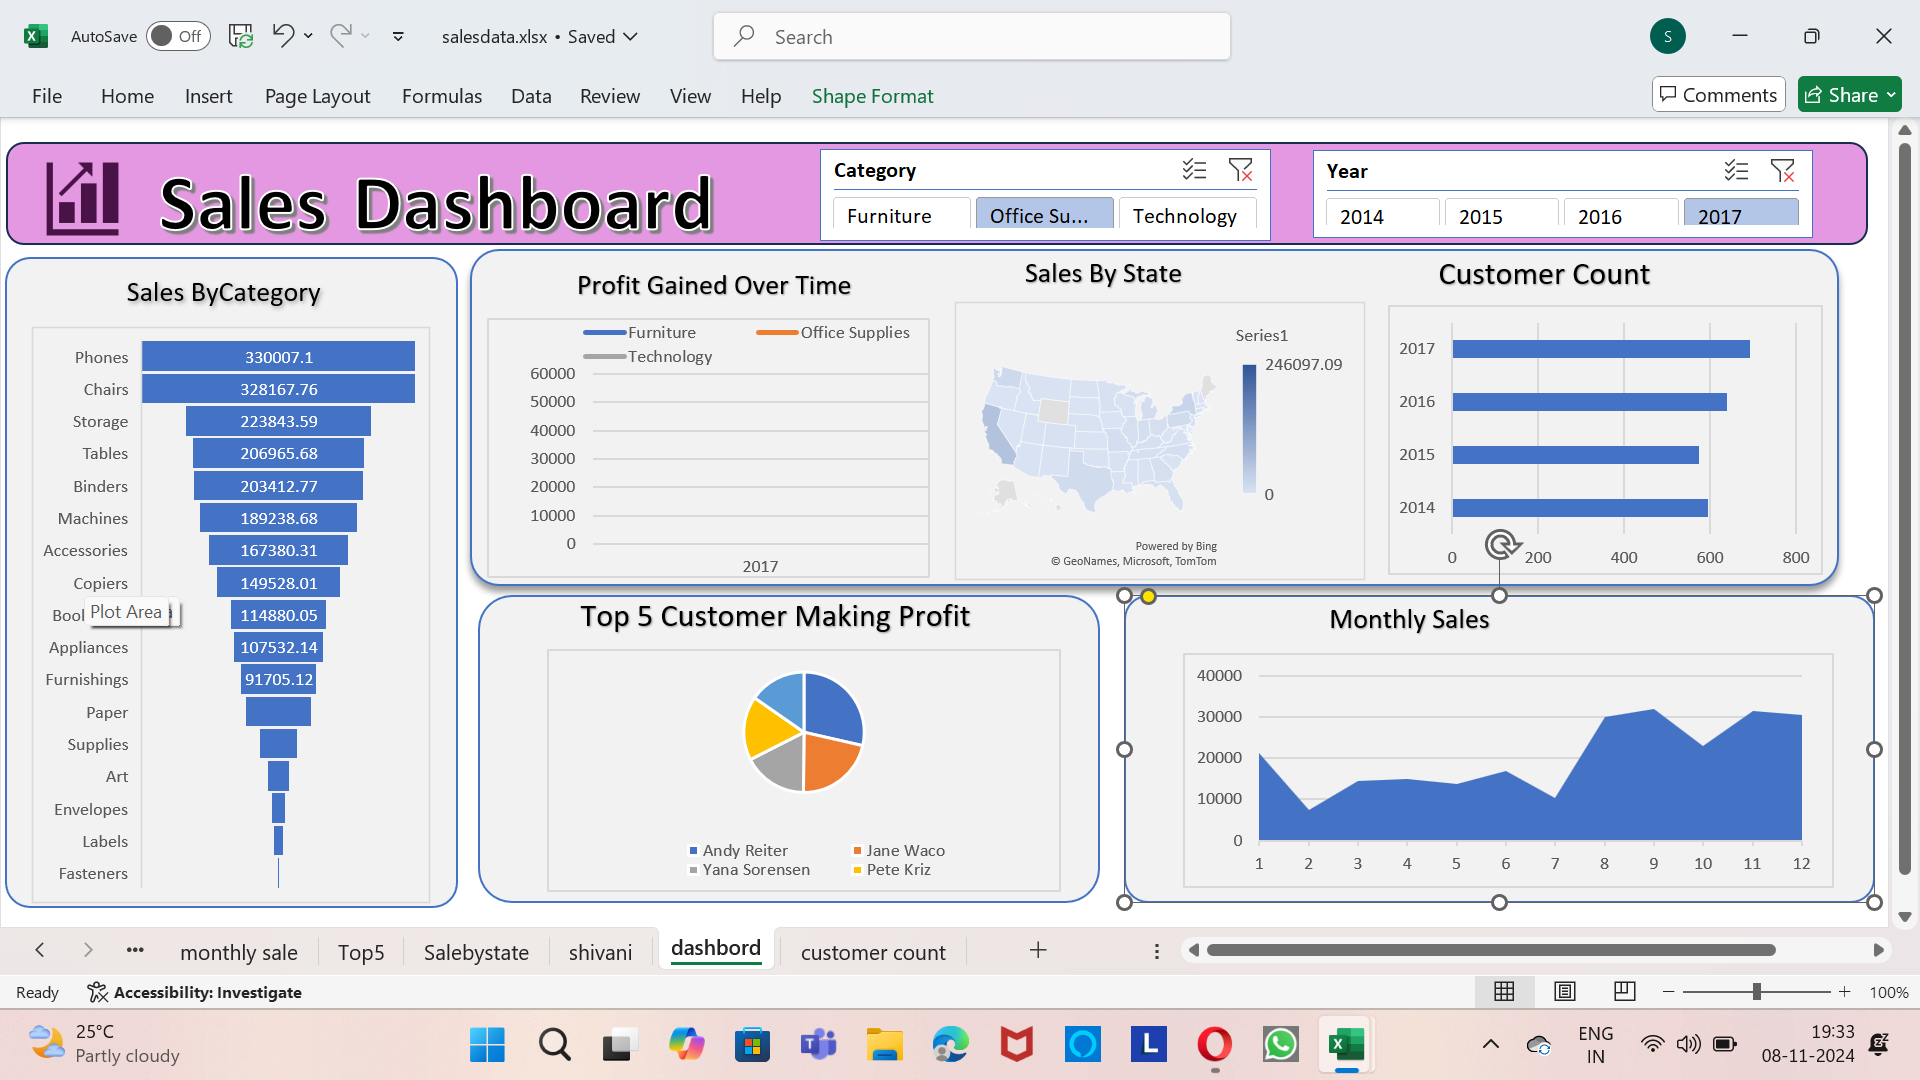 AutoSave Off salesdata.xlsx • Saved Search S
File Home Insert Page Layout Formulas Data Review View Help Shape Format Comments Share
Sales Dashboard
Category
Furniture Office Su... Technology
Year
2014 2015 2016 2017
Sales ByCategory
Phones 330007.1
Chairs 328167.76
Storage 223843.59
Tables 206965.68
Binders 203412.77
Machines 189238.68
Accessories 167380.31
Copiers 149528.01
Plot Area 114880.05
Appliances 107532.14
Furnishings 91705.12
Paper
Supplies
Art
Envelopes
Labels
Fasteners
Profit Gained Over Time
Furniture Office Supplies
Technology
60000
50000
40000
30000
20000
10000
0
2017
Sales By State
Series1
246097.09
0
Powered by Bing
© GeoNames, Microsoft, TomTom
Customer Count
2017
2016
2015
2014
0 200 400 600 800
Top 5 Customer Making Profit
Andy Reiter Jane Waco
Yana Sorensen Pete Kriz
Monthly Sales
40000
30000
20000
10000
0
1 2 3 4 5 6 7 8 9 10 11 12
monthly sale Top5 Salebystate shivani dashbord customer count
Ready Accessibility: Investigate 100%
25°C
Partly cloudy
L
ENG
IN
19:33
08-11-2024